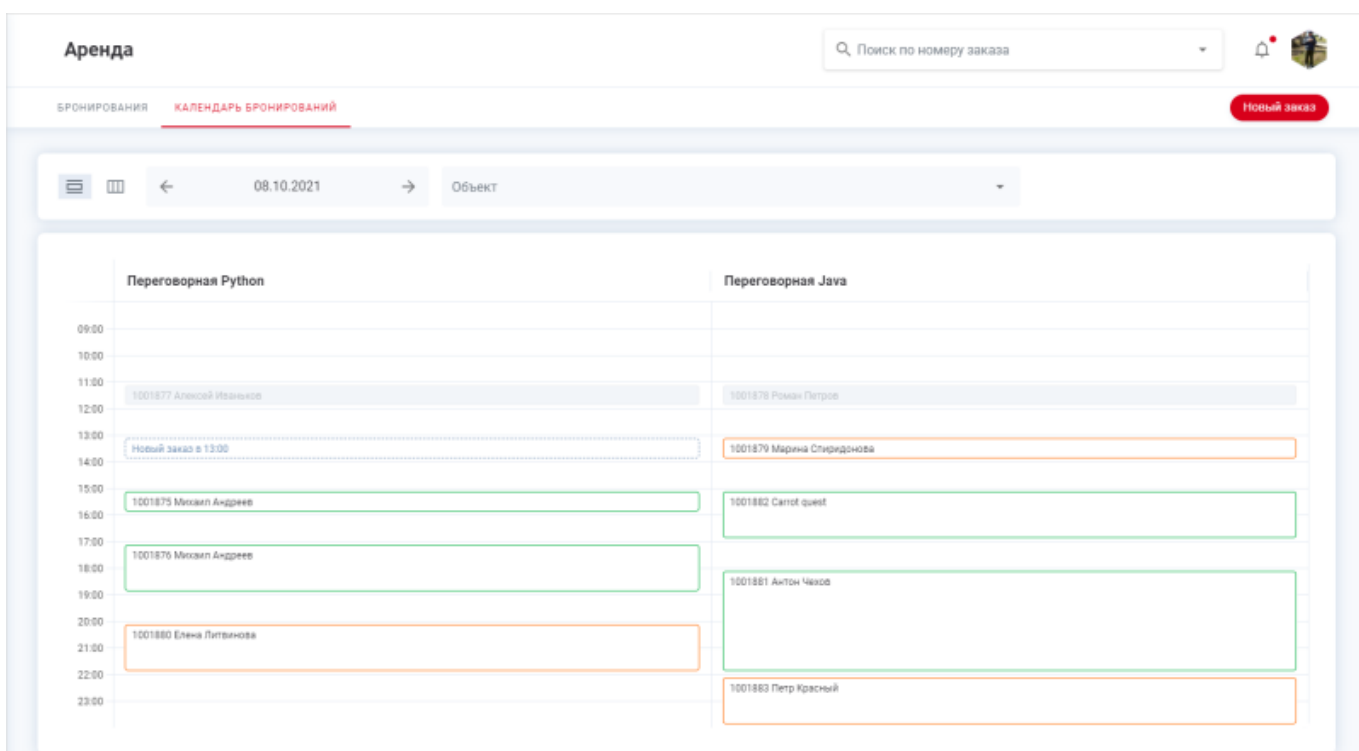 Аренда
Поиск по номеру заказа
БРОНИРОВАНИЯ КАЛЕНДАРЬ БРОНИРОВАНИЙ
Новый заказ
08.10.2021
Объект
Переговорная Python
Переговорная Java
09:00
10:00
11:00
1001877 Алексей Иваньков
1001878 Роман Петров
12:00
13:00
Новый заказ в 13:00
1001879 Марина Спиридонова
14:00
15:00
1001875 Михаил Андреев
1001882 Carrot quest
16:00
17:00
1001876 Михаил Андреев
18:00
1001881 Антон Чехов
19:00
20:00
1001880 Елена Литвинова
21:00
22:00
1001883 Петр Красный
23:00